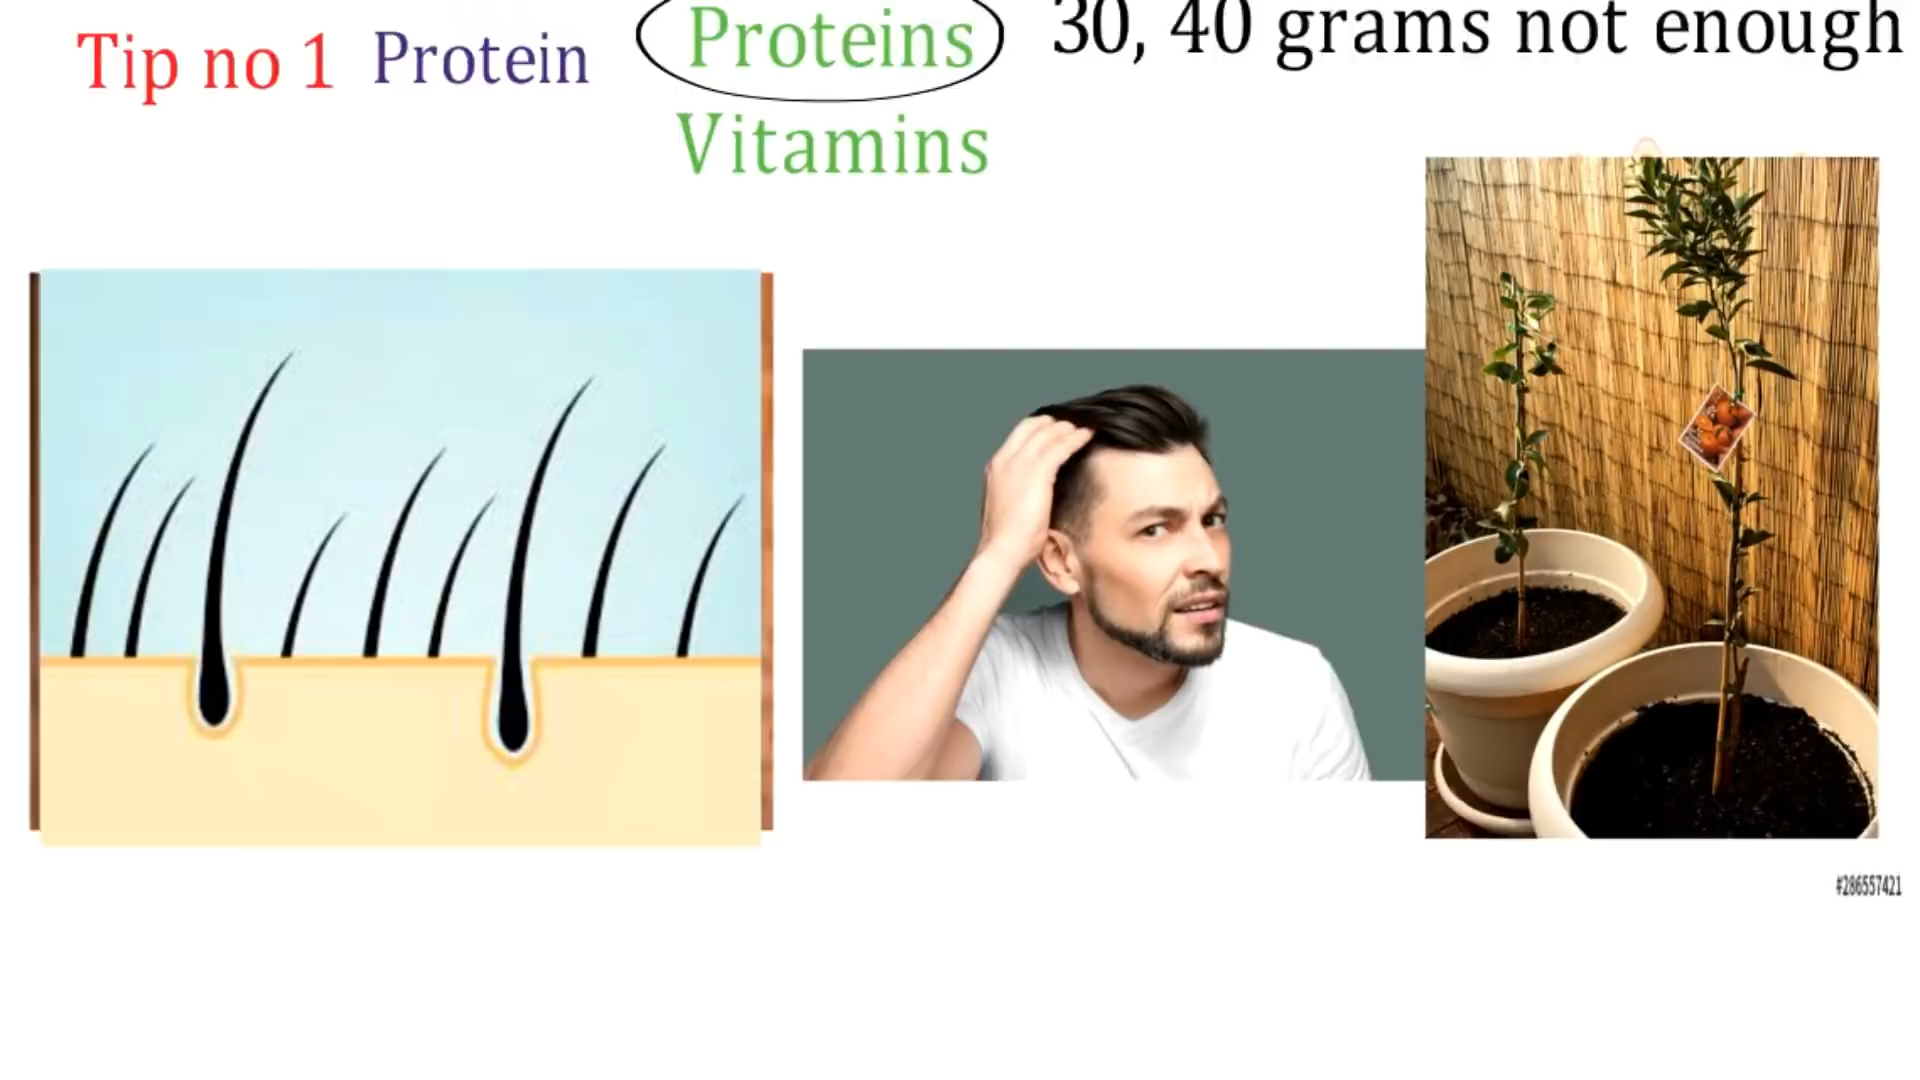 Tip no 1 Protein
Proteins
Vitamins
30, 40 grams not enough
#286557421